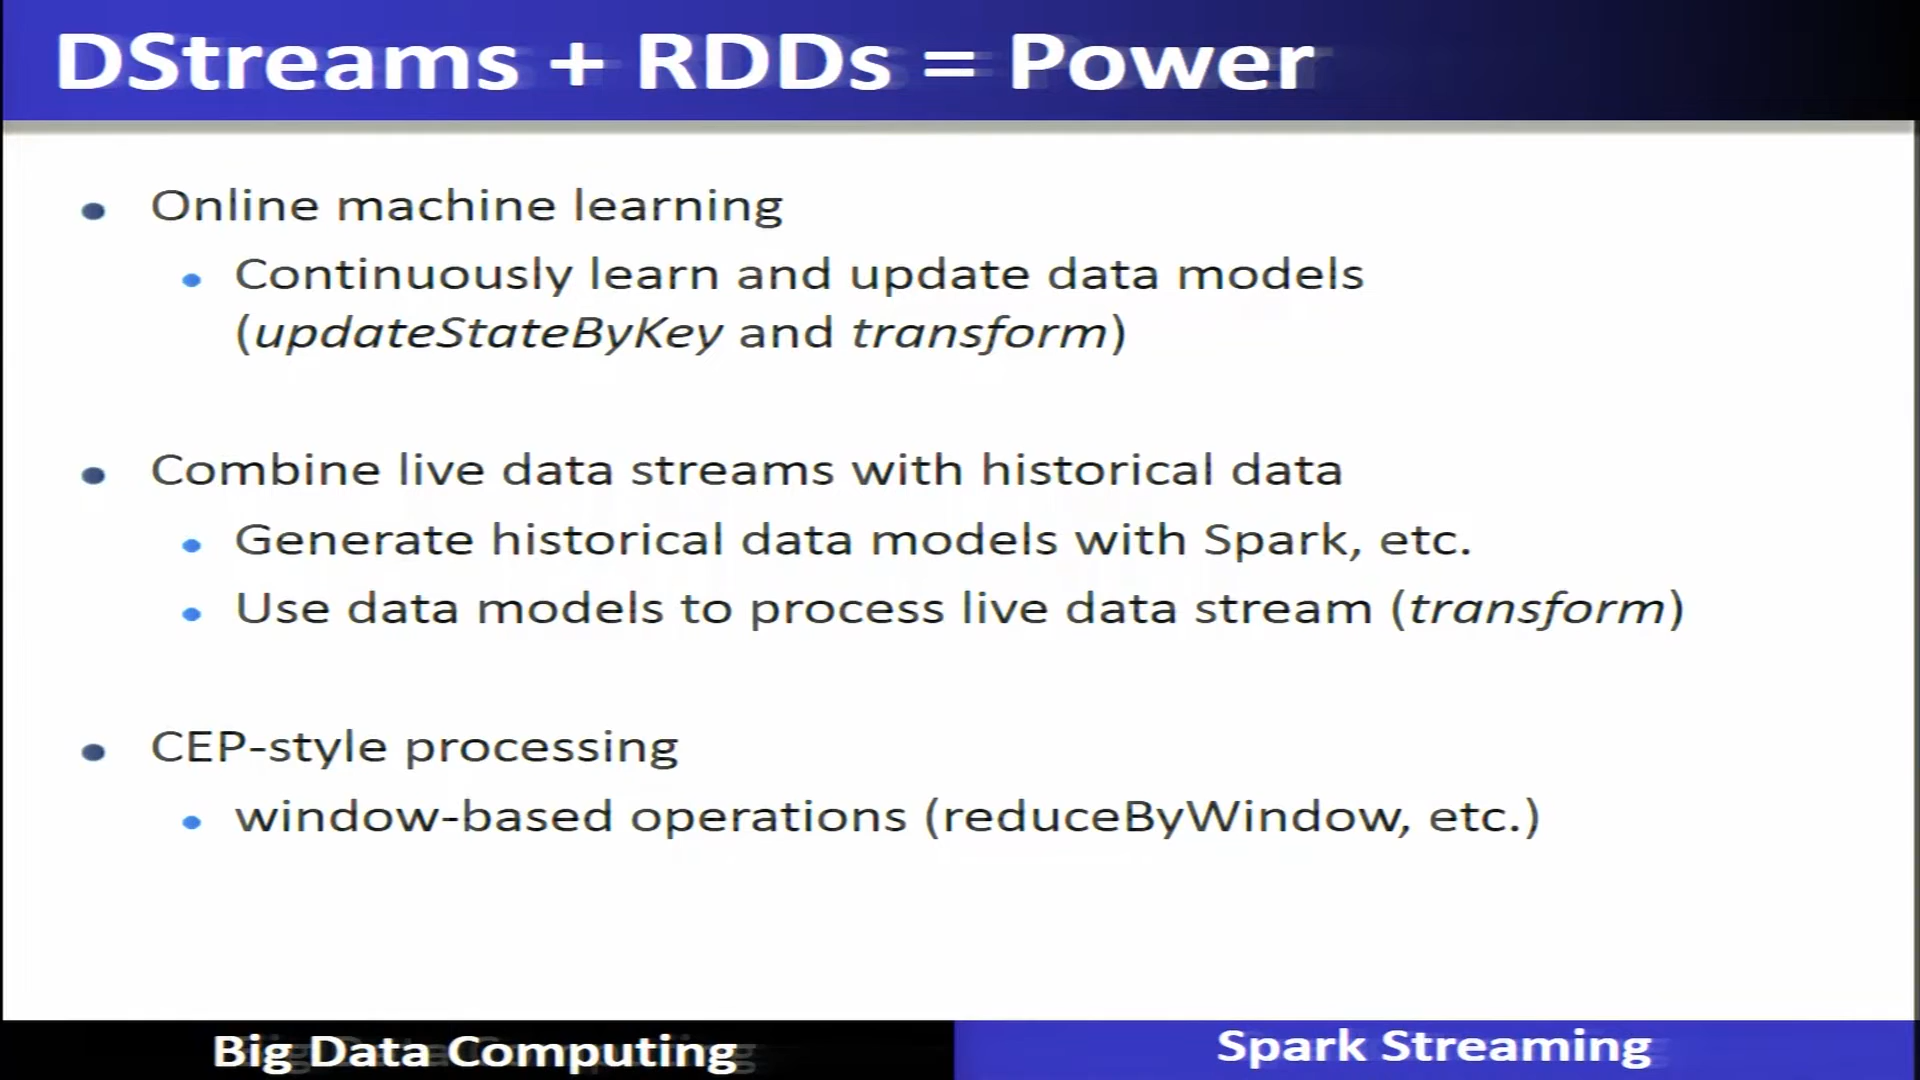 DStreams + RDDs = Power
Online machine learning
Continuously learn and update data models
(updateStateByKey and transform)
Combine live data streams with historical data
Generate historical data models with Spark, etc.
Use data models to process live data stream (transform)
CEP-style processing
window-based operations (reduceByWindow, etc.)
Big Data Computing
Spark Streaming